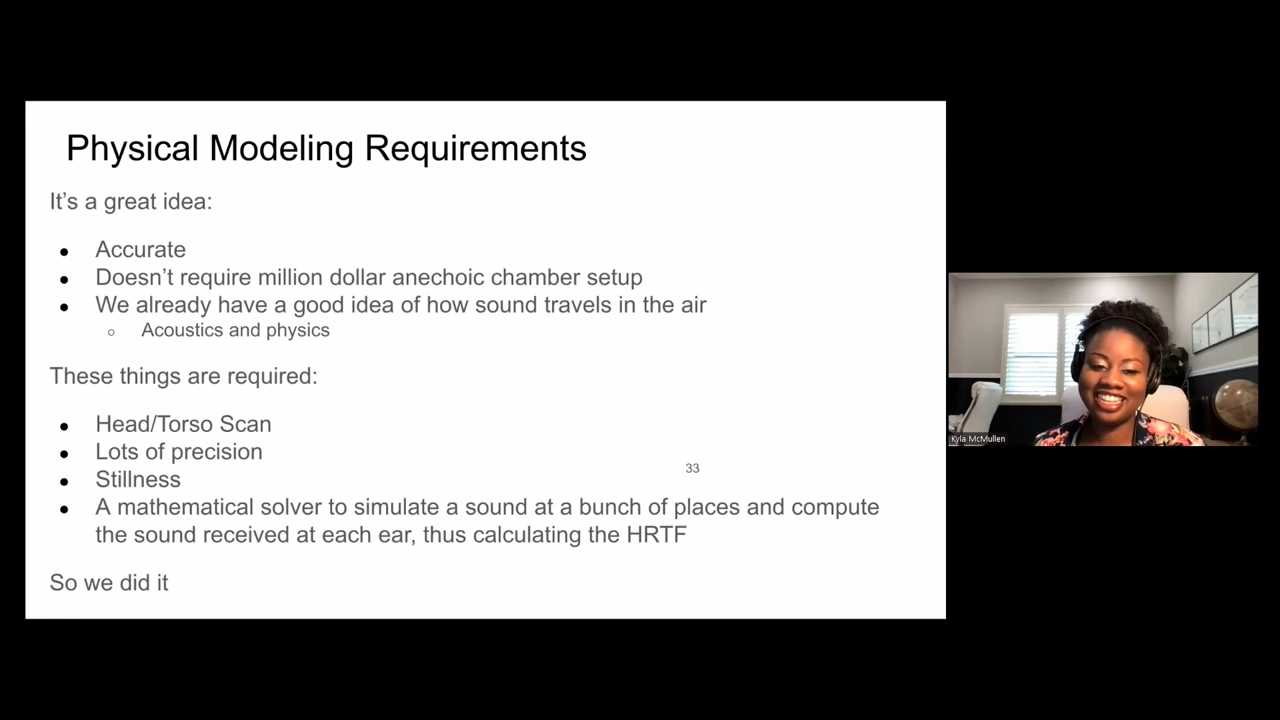 Physical Modeling Requirements
It’s a great idea:
● Accurate
● Doesn’t require million dollar anechoic chamber setup
● We already have a good idea of how sound travels in the air
○ Acoustics and physics
These things are required:
● Head/Torso Scan
● Lots of precision
● Stillness
33
● A mathematical solver to simulate a sound at a bunch of places and compute
the sound received at each ear, thus calculating the HRTF
So we did it
Kyla McMullen